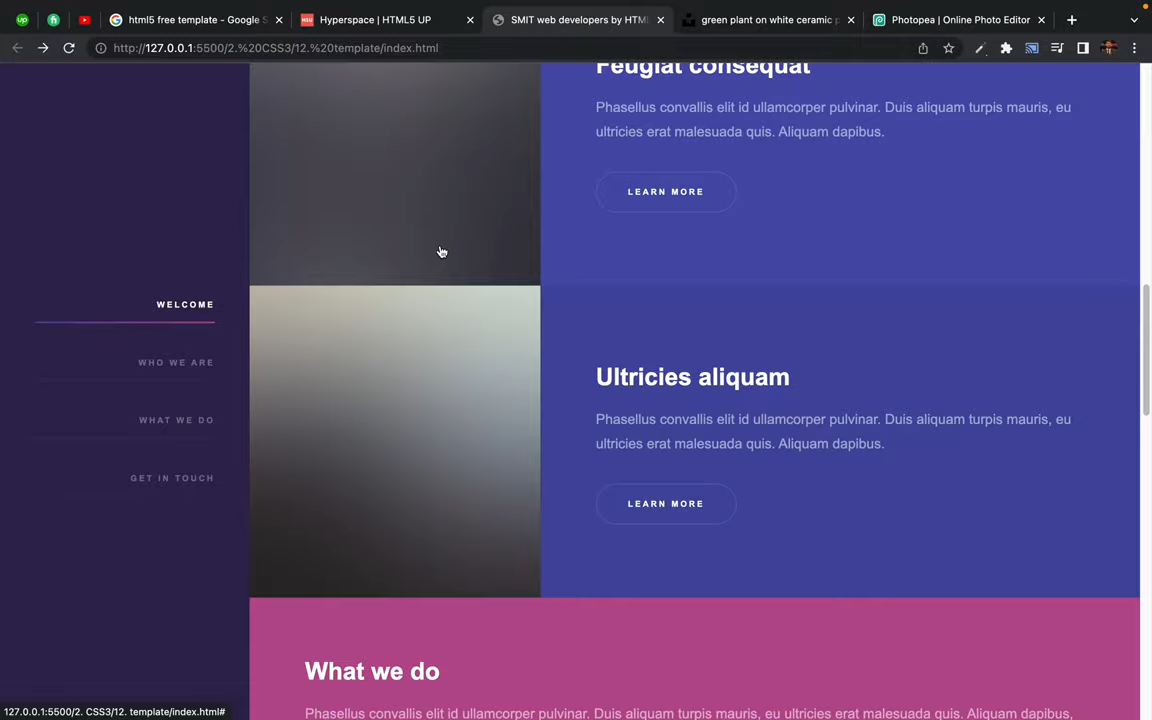 html5 free template - Google S
Hyperspace | HTML5 UP
SMIT web developers by HTML
green plant on white ceramic p
Photopea | Online Photo Editor
http://127.0.0.1:5500/2.%20CSS3/12.%20template/index.html
Feugiat consequat
Phasellus convallis elit id ullamcorper pulvinar. Duis aliquam turpis mauris, eu
ultricies erat malesuada quis. Aliquam dapibus.
LEARN MORE
WELCOME
WHO WE ARE
WHAT WE DO
GET IN TOUCH
Ultricies aliquam
Phasellus convallis elit id ullamcorper pulvinar. Duis aliquam turpis mauris, eu
ultricies erat malesuada quis. Aliquam dapibus.
LEARN MORE
What we do
Phasellus convallis elit id ullamcorper pulvinar. Duis aliquam turpis mauris, eu ultricies erat malesuada quis. Aliquam dapibus,
127.0.0.1:5500/2. CSS3/12. template/index.html#